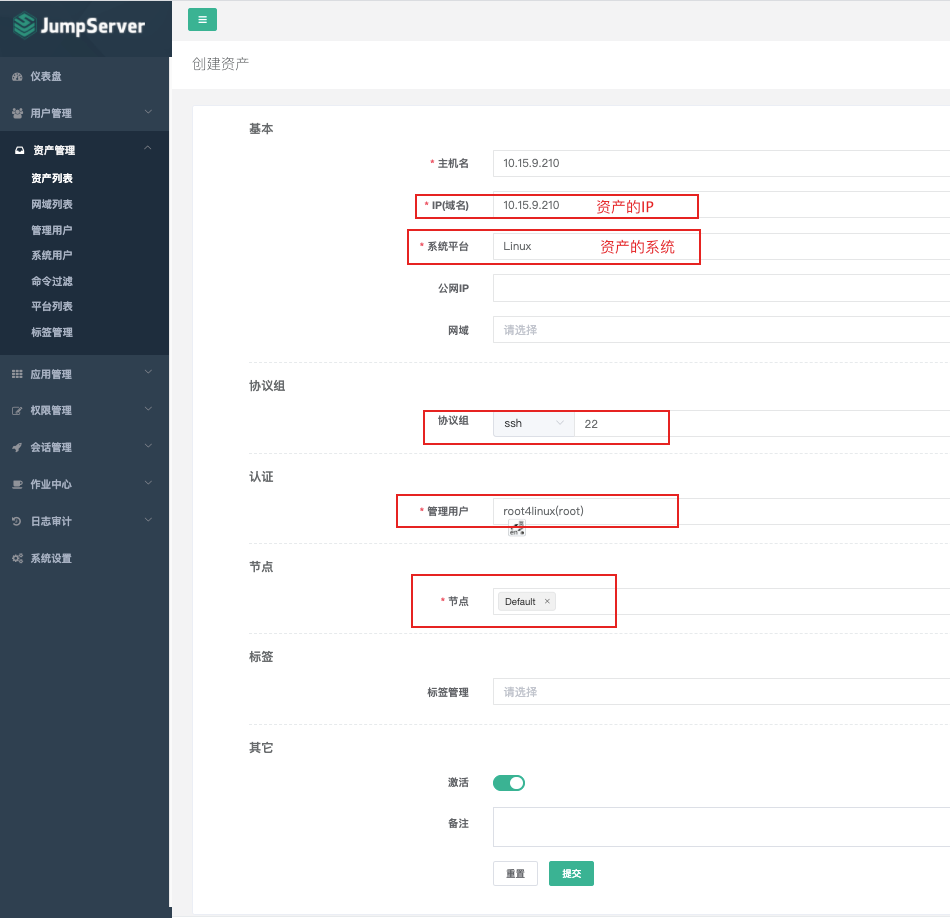 JumpServer
仪表盘
用户管理
资产管理
资产列表
网域列表
管理用户
系统用户
命令过滤
平台列表
标签管理
应用管理
权限管理
会话管理
作业中心
日志审计
系统设置
创建资产
基本
* 主机名 10.15.9.210
* IP(域名) 10.15.9.210 资产的IP
* 系统平台 Linux 资产的系统
公网IP
网域 请选择
协议组
协议组 ssh 22
认证
* 管理用户 root4linux(root)
节点
* 节点 Default ×
标签
标签管理 请选择
其它
激活
备注
重置 提交